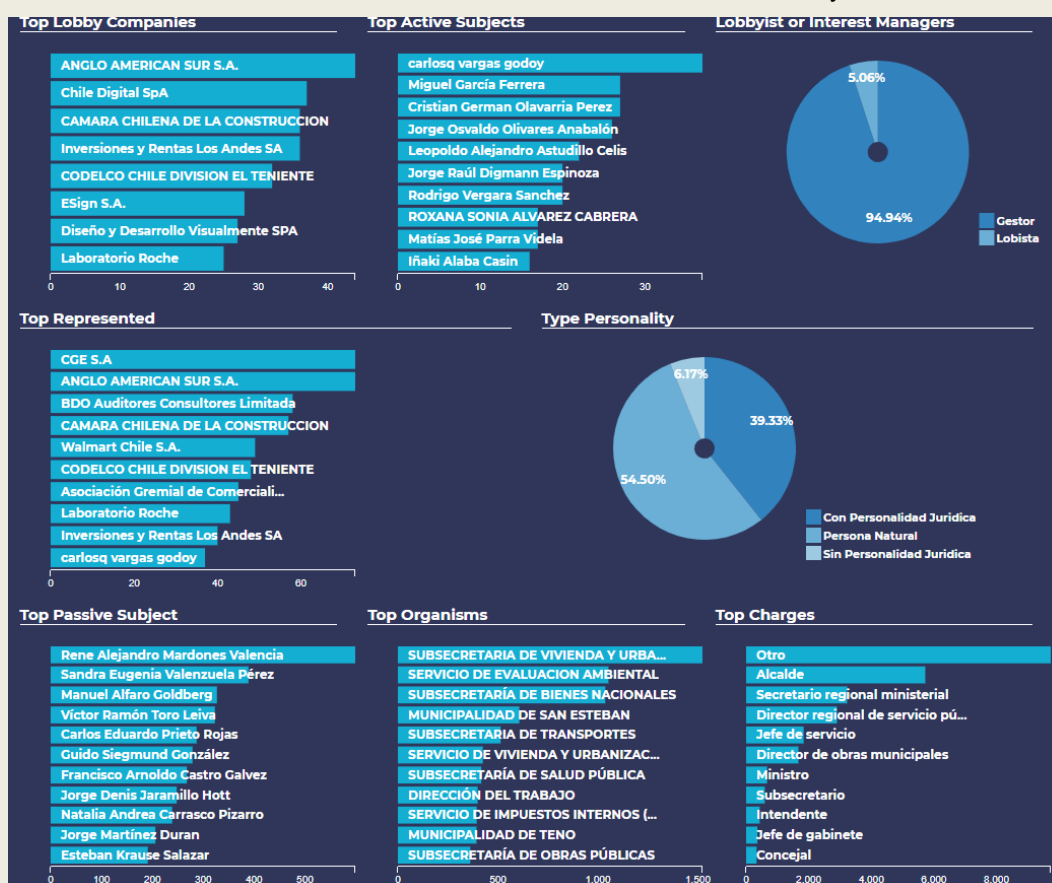 Top Lobby Companies
ANGLO AMERICAN SUR S.A.
Chile Digital SpA
CAMARA CHILENA DE LA CONSTRUCCION
Inversiones y Rentas Los Andes SA
CODELCO CHILE DIVISION EL TENIENTE
ESign S.A.
Diseño y Desarrollo Visualmente SPA
Laboratorio Roche
0 10 20 30 40
Top Active Subjects
carlosq vargas godoy
Miguel García Ferrera
Cristian German Olavarria Perez
Jorge Osvaldo Olivares Anabalón
Leopoldo Alejandro Astudillo Celis
Jorge Raúl Digmann Espinoza
Rodrigo Vergara Sanchez
ROXANA SONIA ALVAREZ CABRERA
Matías José Parra Videla
Iñaki Alaba Casin
0 10 20 30
Lobbyist or Interest Managers
5.06%
94.94%
Gestor
Lobista
Top Represented
CGE S.A
ANGLO AMERICAN SUR S.A.
BDO Auditores Consultores Limitada
CAMARA CHILENA DE LA CONSTRUCCION
Walmart Chile S.A.
CODELCO CHILE DIVISION EL TENIENTE
Asociación Gremial de Comerciali...
Laboratorio Roche
Inversiones y Rentas Los Andes SA
carlosq vargas godoy
0 20 40 60
Type Personality
6.17%
39.33%
54.50%
Con Personalidad Juridica
Persona Natural
Sin Personalidad Juridica
Top Passive Subject
Rene Alejandro Mardones Valencia
Sandra Eugenia Valenzuela Pérez
Manuel Alfaro Goldberg
Víctor Ramón Toro Leiva
Carlos Eduardo Prieto Rojas
Guido Siegmund González
Francisco Arnoldo Castro Galvez
Jorge Denis Jaramillo Hott
Natalia Andrea Carrasco Pizarro
Jorge Martínez Duran
Esteban Krause Salazar
0 100 200 300 400 500
Top Organisms
SUBSECRETARIA DE VIVIENDA Y URBA...
SERVICIO DE EVALUACION AMBIENTAL
SUBSECRETARÍA DE BIENES NACIONALES
MUNICIPALIDAD DE SAN ESTEBAN
SUBSECRETARIA DE TRANSPORTES
SERVICIO DE VIVIENDA Y URBANIZAC...
SUBSECRETARÍA DE SALUD PÚBLICA
DIRECCIÓN DEL TRABAJO
SERVICIO DE IMPUESTOS INTERNOS (...
MUNICIPALIDAD DE TENO
SUBSECRETARÍA DE OBRAS PÚBLICAS
0 500 1.000 1.500
Top Charges
Otro
Alcalde
Secretario regional ministerial
Director regional de servicio pú...
Jefe de servicio
Director de obras municipales
Ministro
Subsecretario
Intendente
Jefe de gabinete
Concejal
0 2.000 4.000 6.000 8.000